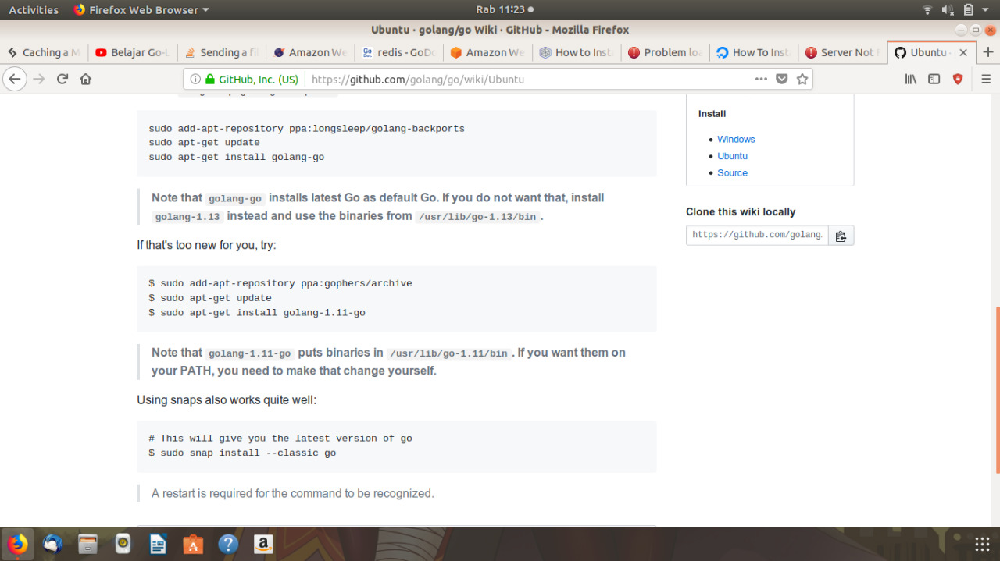 Activities
Firefox Web Browser
Rab 11:23
Ubuntu · golang/go Wiki · GitHub - Mozilla Firefox
Caching a M
Belajar Go-L
Sending a fi
Amazon We
redis - GoDo
Amazon We
How to Insta
Problem loa
How To Inst
Server Not F
Ubuntu ·
GitHub, Inc. (US)
https://github.com/golang/go/wiki/Ubuntu
sudo add-apt-repository ppa:longsleep/golang-backports
sudo apt-get update
sudo apt-get install golang-go
Note that golang-go installs latest Go as default Go. If you do not want that, install
golang-1.13 instead and use the binaries from /usr/lib/go-1.13/bin .
If that's too new for you, try:
$ sudo add-apt-repository ppa:gophers/archive
$ sudo apt-get update
$ sudo apt-get install golang-1.11-go
Note that golang-1.11-go puts binaries in /usr/lib/go-1.11/bin . If you want them on
your PATH, you need to make that change yourself.
Using snaps also works quite well:
# This will give you the latest version of go
$ sudo snap install --classic go
A restart is required for the command to be recognized.
Install
Windows
Ubuntu
Source
Clone this wiki locally
https://github.com/golang.